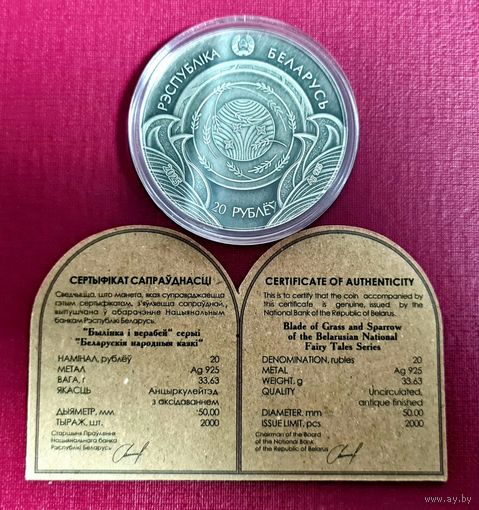 РЭСПУБЛІКА БЕЛАРУСЬ
20 РУБЛЁЎ
СЕРТЫФІКАТ САПРАЎДНАСЦІ
Сведчыць, што манета, якая суправаджаецца
гэтым сертыфікатам, з'яўляецца сапраўднай,
выпушчана ў абарачэнне Нацыянальным
банкам Рэспублікі Беларусь.
"Былінка і верабей" серыі
"Беларускія народныя казкі"
НАМІНАЛ, рублёў 20
МЕТАЛ Ag 925
ВАГА, г 33.63
ЯКАСЦЬ Анцыркулейтэд
з аксідаваннем
ДЫЯМЕТР, мм 50.00
ТЫРАЖ, шт. 2000
Старшыня Праўлення
Нацыянальнага банка
Рэспублікі Беларусь
CERTIFICATE OF AUTHENTICITY
This is to certify that the coin accompanied by
this certificate is genuine, issued by the
National Bank of the Republic of Belarus.
Blade of Grass and Sparrow
of the Belarusian National
Fairy Tales Series
DENOMINATION, rubles 20
METAL Ag 925
WEIGHT, g 33.63
QUALITY Uncirculated,
antique finished
DIAMETER, mm 50.00
ISSUE LIMIT, pcs 2000
Chairman of the Board
of the National Bank
of the Republic of Belarus
www.ay.by